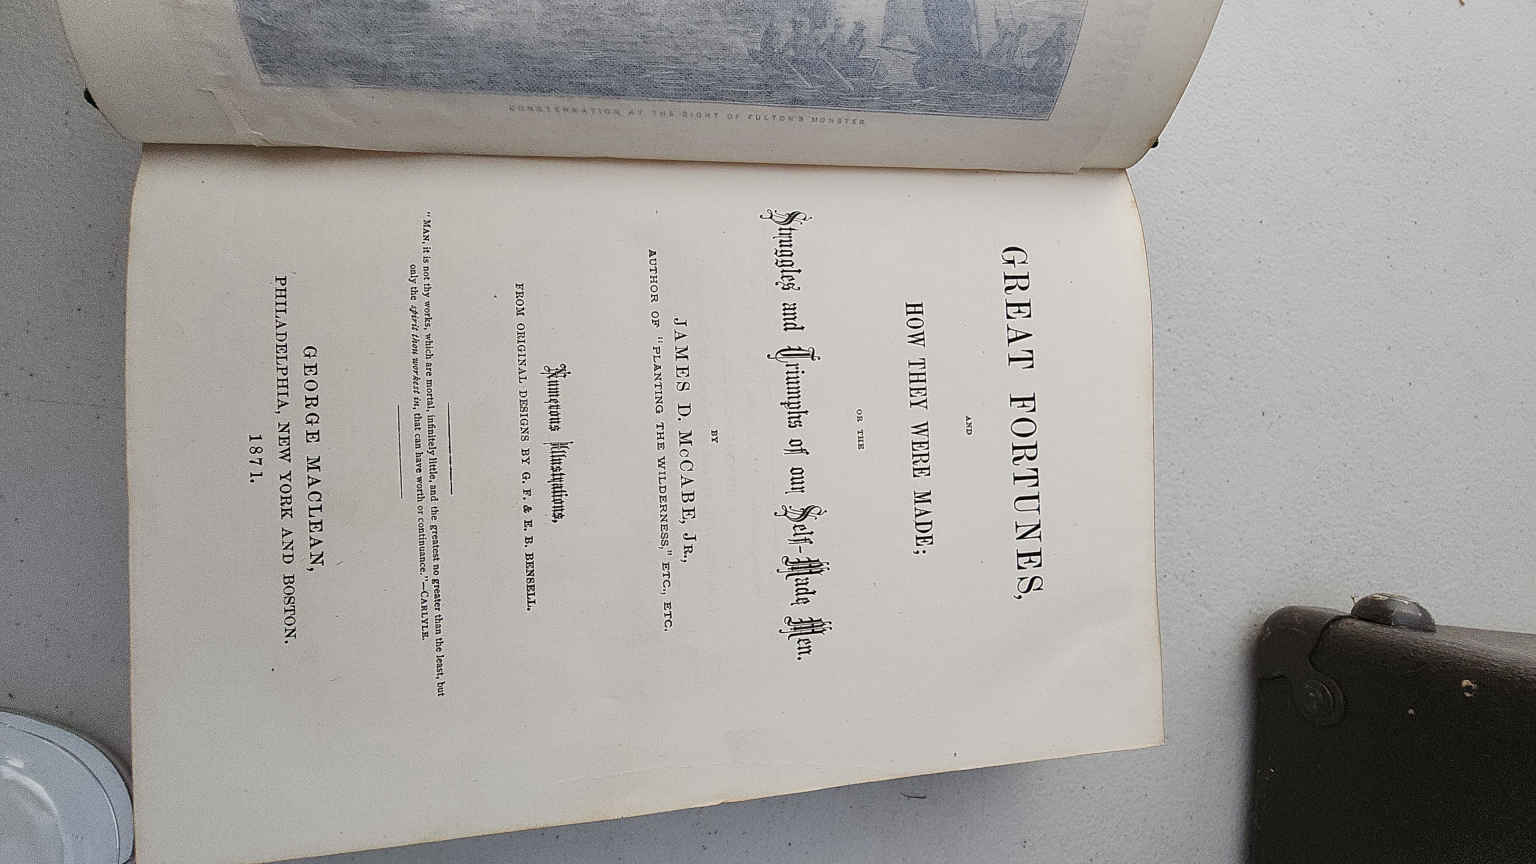 CONSTERNATION AT THE SIGHT OF FULTON'S MONSTER
GREAT FORTUNES,
AND
HOW THEY WERE MADE;
OR THE
Struggles and Triumphs of our Self-Made Men.
BY
JAMES D. McCABE, Jr.,
AUTHOR OF "PLANTING THE WILDERNESS," ETC., ETC.
Numerous Illustrations,
FROM ORIGINAL DESIGNS BY G. F. & E. B. BENSELL.
"Man, it is not thy works, which are mortal, infinitely little, and the greatest no greater than the least, but
only the spirit thou workest in, that can have worth or continuance."—Carlyle.
GEORGE MACLEAN,
PHILADELPHIA, NEW YORK AND BOSTON.
1871.